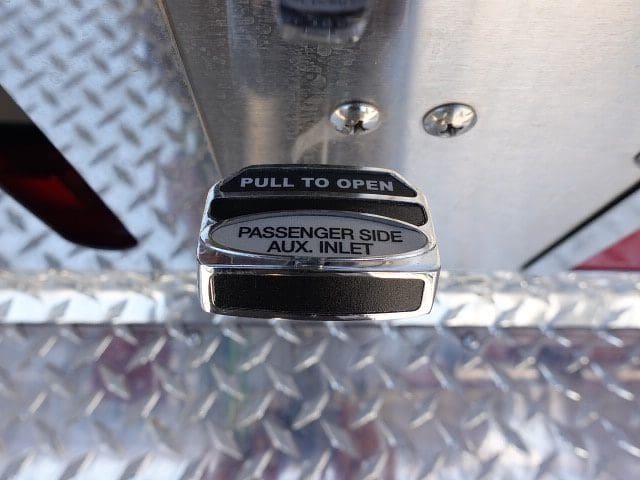 PULL TO OPEN
PASSENGER SIDE
AUX. INLET